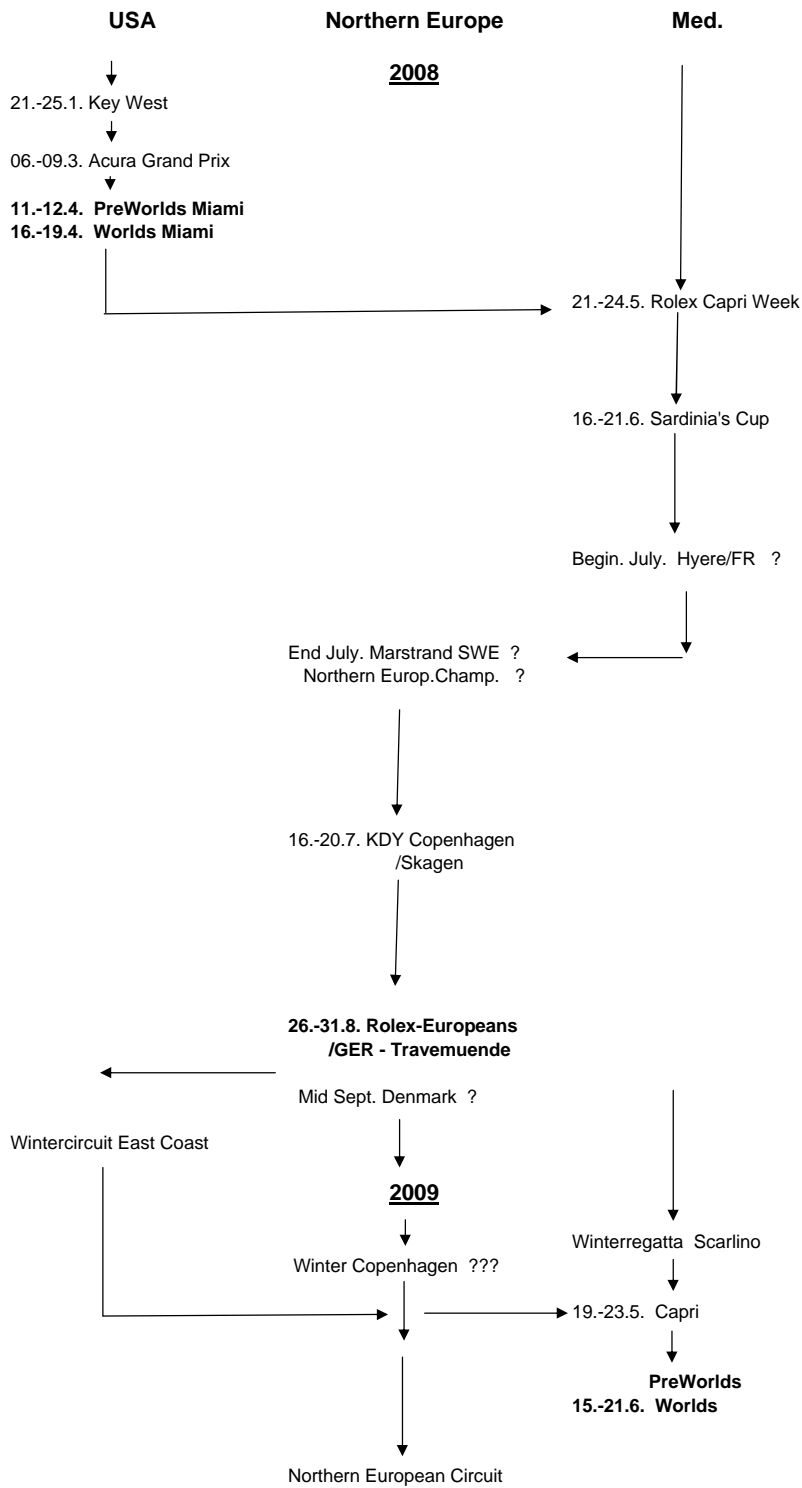 USA Northern Europe Med.
2008
21.-25.1. Key West
06.-09.3. Acura Grand Prix
11.-12.4. PreWorlds Miami
16.-19.4. Worlds Miami
21.-24.5. Rolex Capri Week
16.-21.6. Sardinia's Cup
Begin. July. Hyere/FR ?
End July. Marstrand SWE ?
Northern Europ.Champ. ?
16.-20.7. KDY Copenhagen
/Skagen
26.-31.8. Rolex-Europeans
/GER - Travemuende
Mid Sept. Denmark ?
Wintercircuit East Coast
2009
Winterregatta Scarlino
Winter Copenhagen ???
19.-23.5. Capri
PreWorlds
15.-21.6. Worlds
Northern European Circuit